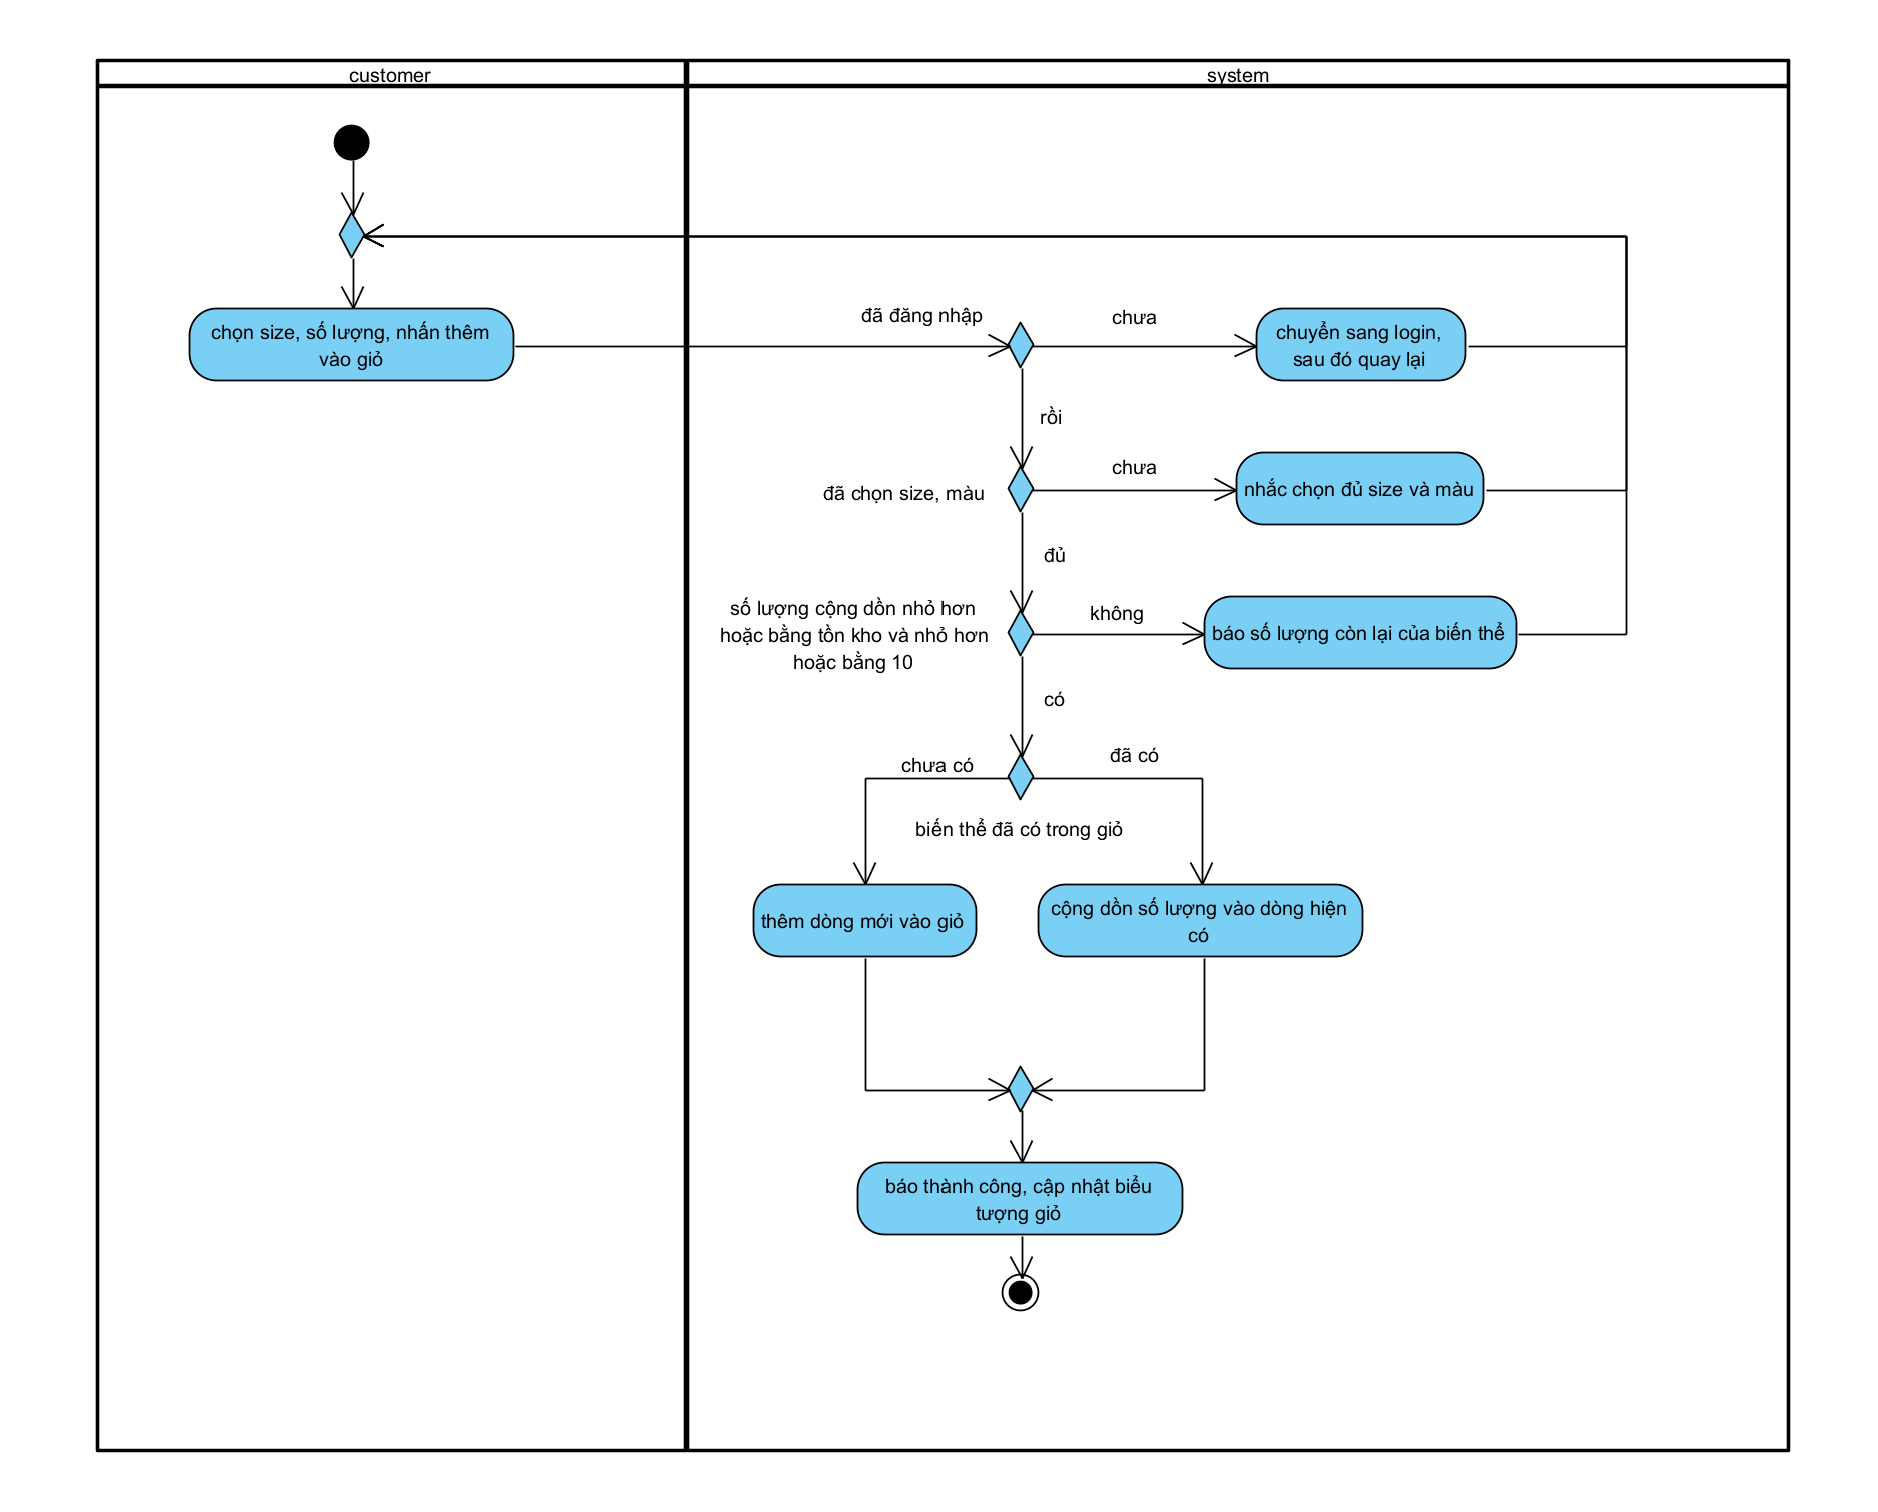 customer
system
chọn size, số lượng, nhấn thêm
vào giỏ
đã đăng nhập
chưa
chuyển sang login,
sau đó quay lại
rồi
đã chọn size, màu
chưa
nhắc chọn đủ size và màu
đủ
số lượng cộng dồn nhỏ hơn
hoặc bằng tồn kho và nhỏ hơn
hoặc bằng 10
không
báo số lượng còn lại của biến thể
có
chưa có
đã có
biến thể đã có trong giỏ
thêm dòng mới vào giỏ
cộng dồn số lượng vào dòng hiện
có
báo thành công, cập nhật biểu
tượng giỏ